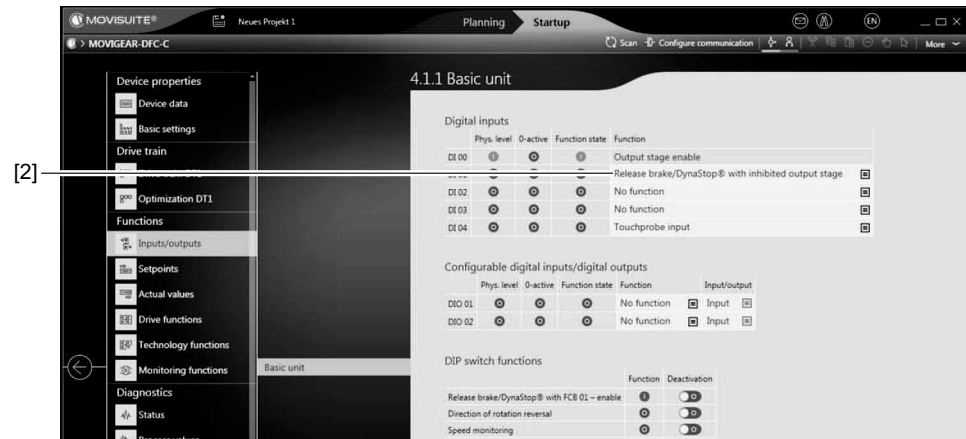 MOVISUITE® Neues Projekt 1 Planning Startup EN
MOVIGEAR-DFC-C Scan Configure communication More
Device properties
Device data
Basic settings
Drive train
Optimization DT1
Functions
Inputs/outputs
Setpoints
Actual values
Drive functions
Technology functions
Monitoring functions
Diagnostics
Status
Basic unit
[2]
4.1.1 Basic unit
Digital inputs
Phys. level 0-active Function state Function
DI 00 Output stage enable
Release brake/DynaStop® with inhibited output stage
DI 02 No function
DI 03 No function
DI 04 Touchprobe input
Configurable digital inputs/digital outputs
Phys. level 0-active Function state Function Input/output
DIO 01 No function Input
DIO 02 No function Input
DIP switch functions
Function Deactivation
Release brake/DynaStop® with FCB 01 – enable
Direction of rotation reversal
Speed monitoring